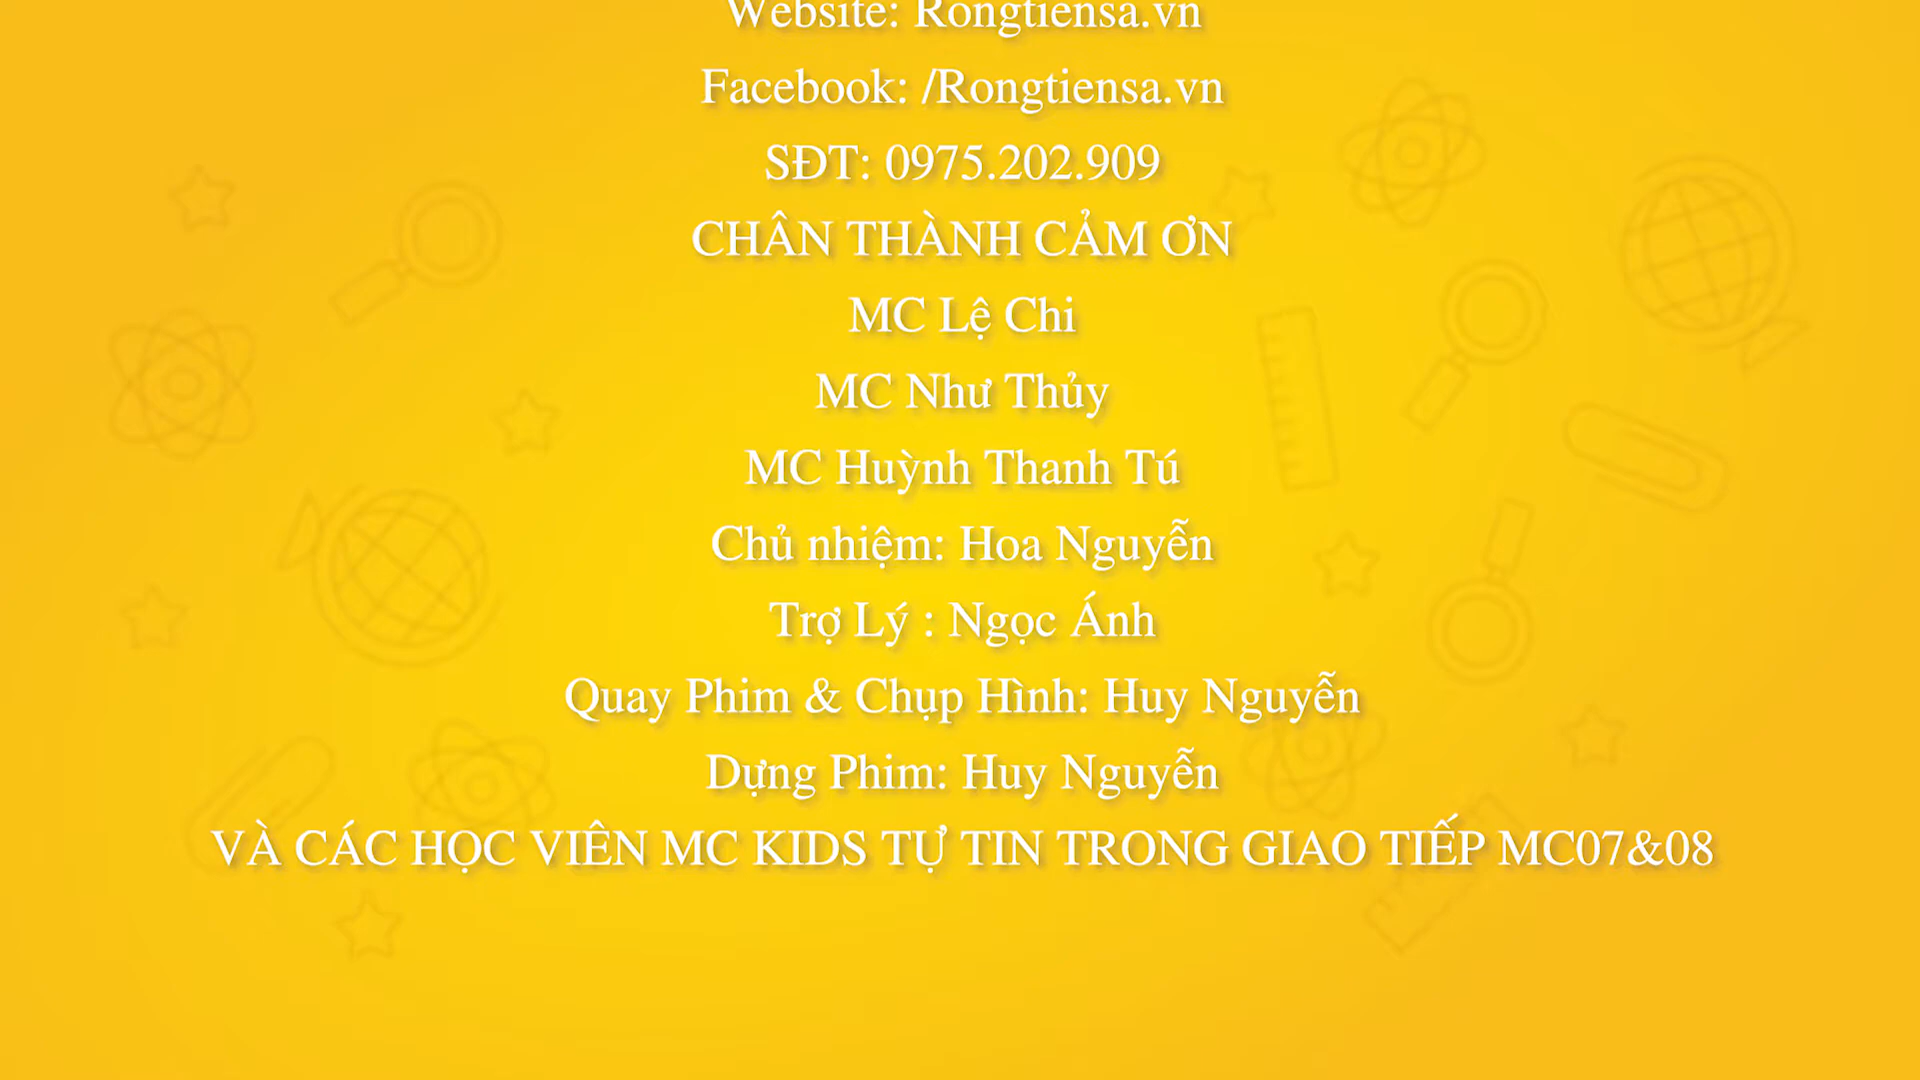 Website: Rongtiensa.vn
Facebook: /Rongtiensa.vn
SĐT: 0975.202.909
CHÂN THÀNH CẢM ƠN
MC Lệ Chi
MC Như Thủy
MC Huỳnh Thanh Tú
Chủ nhiệm: Hoa Nguyễn
Trợ Lý : Ngọc Ánh
Quay Phim & Chụp Hình: Huy Nguyễn
Dựng Phim: Huy Nguyễn
VÀ CÁC HỌC VIÊN MC KIDS TỰ TIN TRONG GIAO TIẾP MC07&08